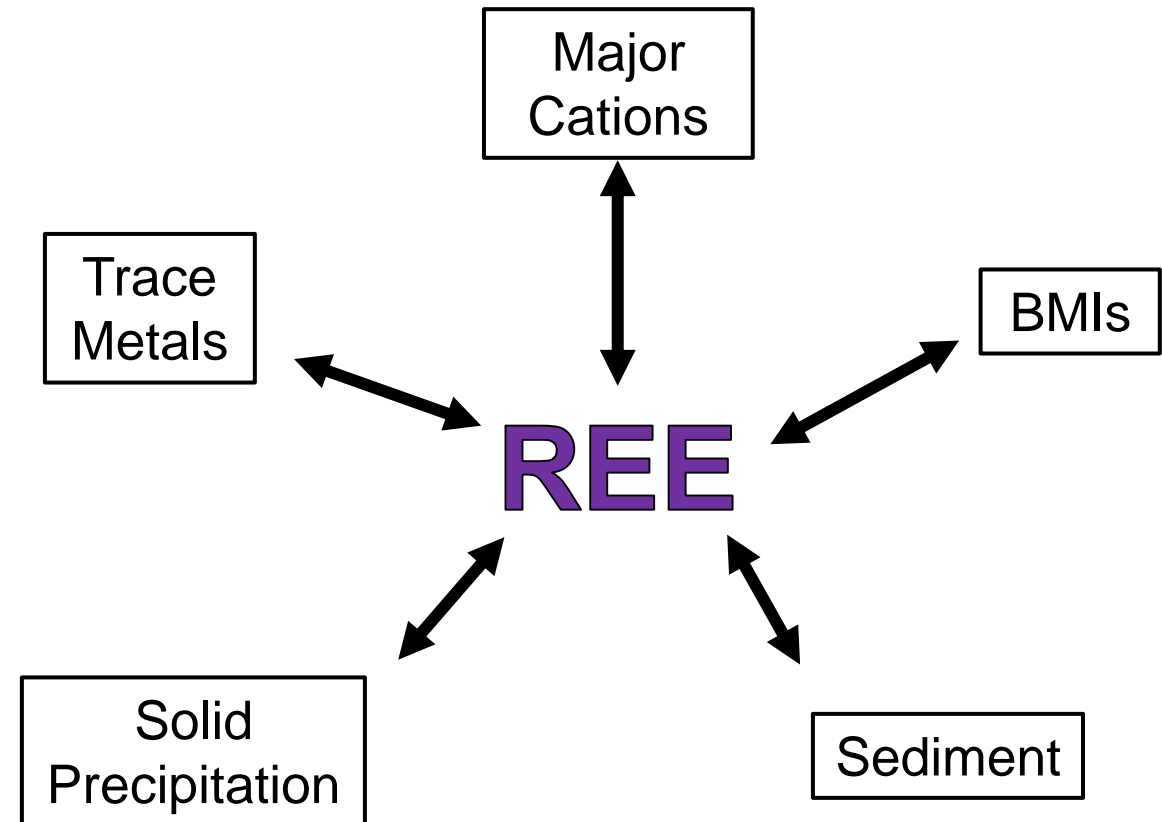 Major
Cations
Trace
Metals
BMIs
REE
Solid
Precipitation
Sediment